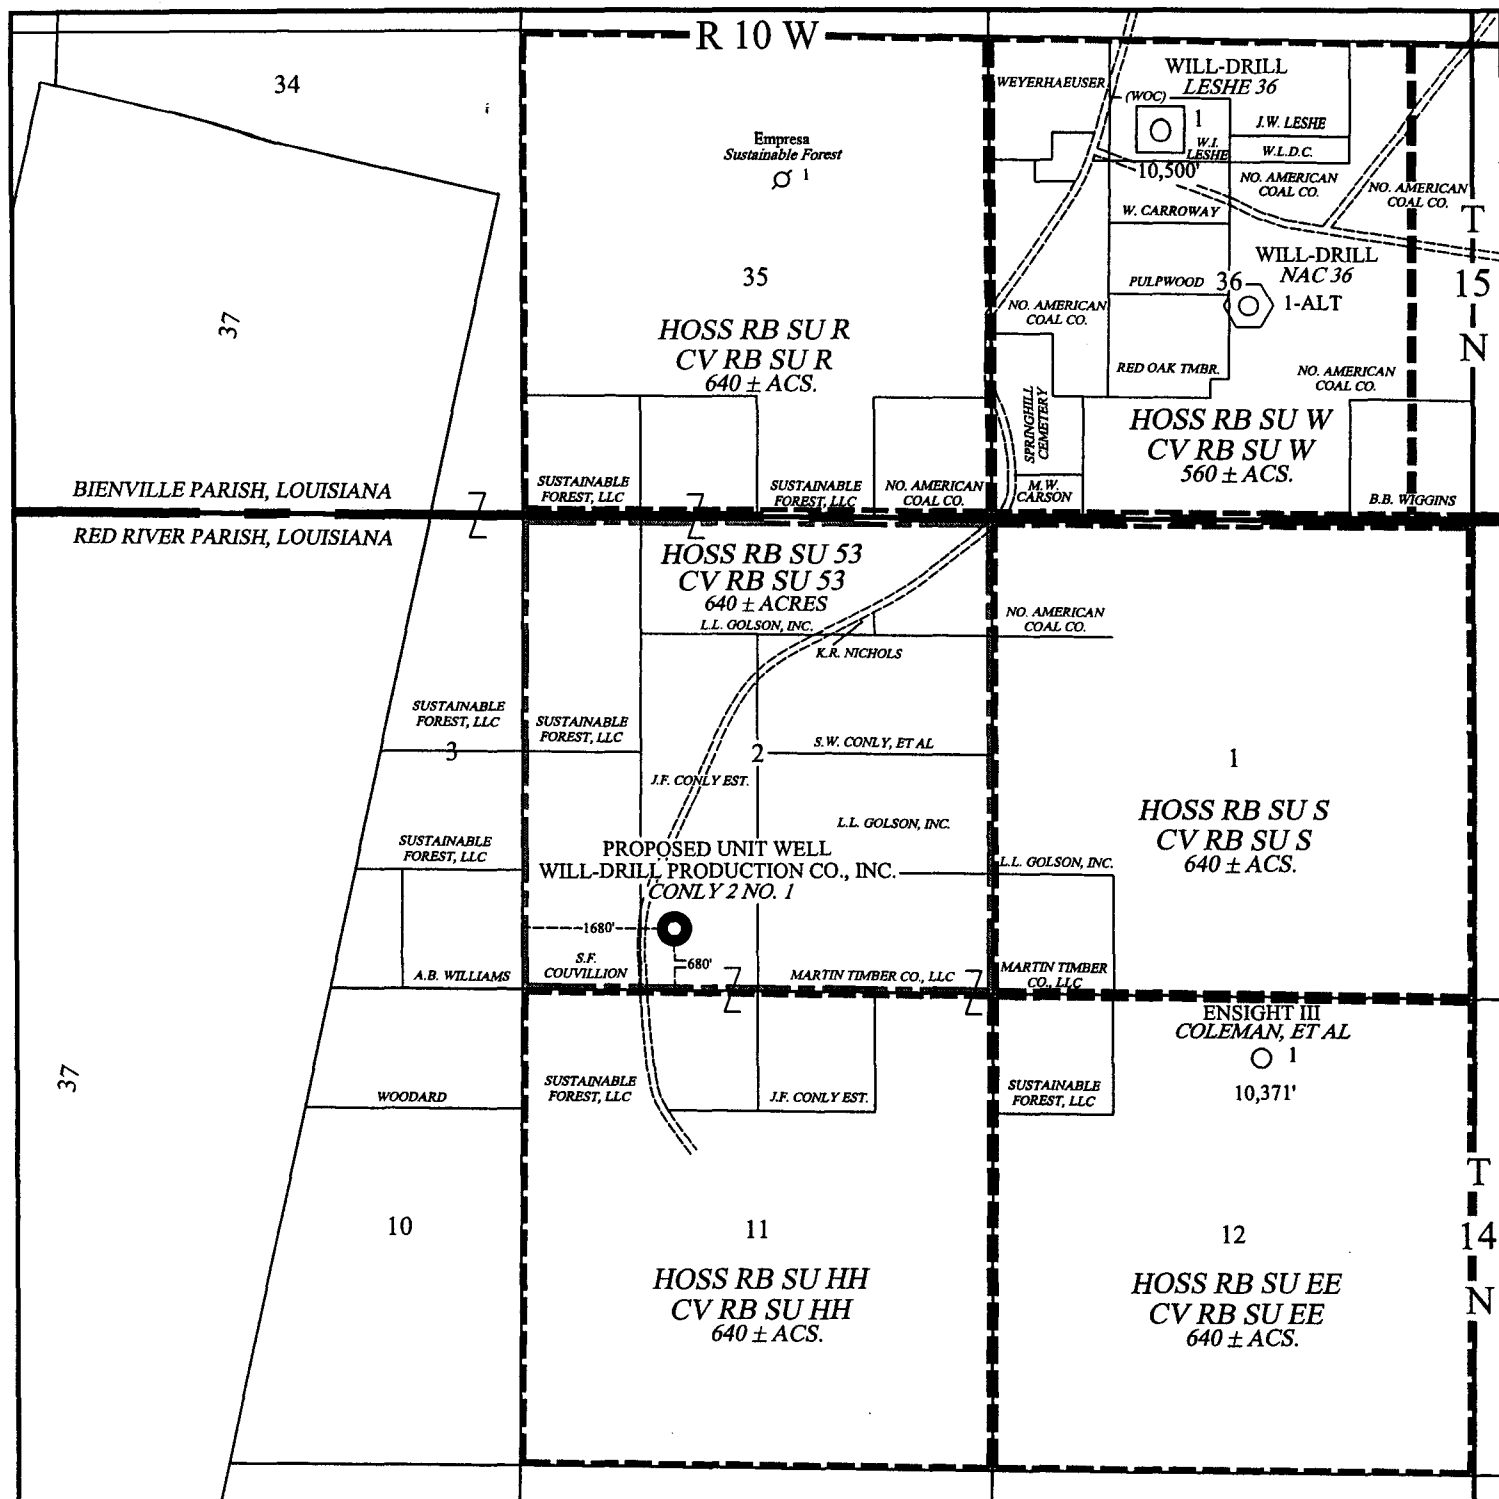 R 10 W
34
WEYERHAEUSER
WILL-DRILL
LESHE 36
(WOC)
1
J.W. LESHE
W.I.
LESHE
W.L.D.C.
10,500'
NO. AMERICAN
COAL CO.
NO. AMERICAN
COAL CO.
Empresa
Sustainable Forest
1
W. CARROWAY
T
15
N
WILL-DRILL
NAC 36
PULPWOOD
36
1-ALT
35
37
NO. AMERICAN
COAL CO.
HOSS RB SU R
CV RB SU R
640 ± ACS.
RED OAK TMBR.
NO. AMERICAN
COAL CO.
SPRINGHILL
CEMETERY
HOSS RB SU W
CV RB SU W
560 ± ACS.
SUSTAINABLE
FOREST, LLC
SUSTAINABLE
FOREST, LLC
NO. AMERICAN
COAL CO.
M.W.
CARSON
B.B. WIGGINS
BIENVILLE PARISH, LOUISIANA
RED RIVER PARISH, LOUISIANA
HOSS RB SU 53
CV RB SU 53
640 ± ACRES
L.L. GOLSON, INC.
NO. AMERICAN
COAL CO.
K.R. NICHOLS
SUSTAINABLE
FOREST, LLC
SUSTAINABLE
FOREST, LLC
3
2
S.W. CONLY, ET AL
1
J.F. CONLY EST.
HOSS RB SU S
CV RB SU S
640 ± ACS.
L.L. GOLSON, INC.
SUSTAINABLE
FOREST, LLC
PROPOSED UNIT WELL
WILL-DRILL PRODUCTION CO., INC.
CONLY 2 NO. 1
L.L. GOLSON, INC.
1680'
680'
A.B. WILLIAMS
S.F.
COUVILLION
MARTIN TIMBER CO., LLC
MARTIN TIMBER
CO., LLC
ENSIGHT III
COLEMAN, ET AL
1
10,371'
37
WOODARD
SUSTAINABLE
FOREST, LLC
J.F. CONLY EST.
SUSTAINABLE
FOREST, LLC
T
14
N
10
11
12
HOSS RB SU HH
CV RB SU HH
640 ± ACS.
HOSS RB SU EE
CV RB SU EE
640 ± ACS.